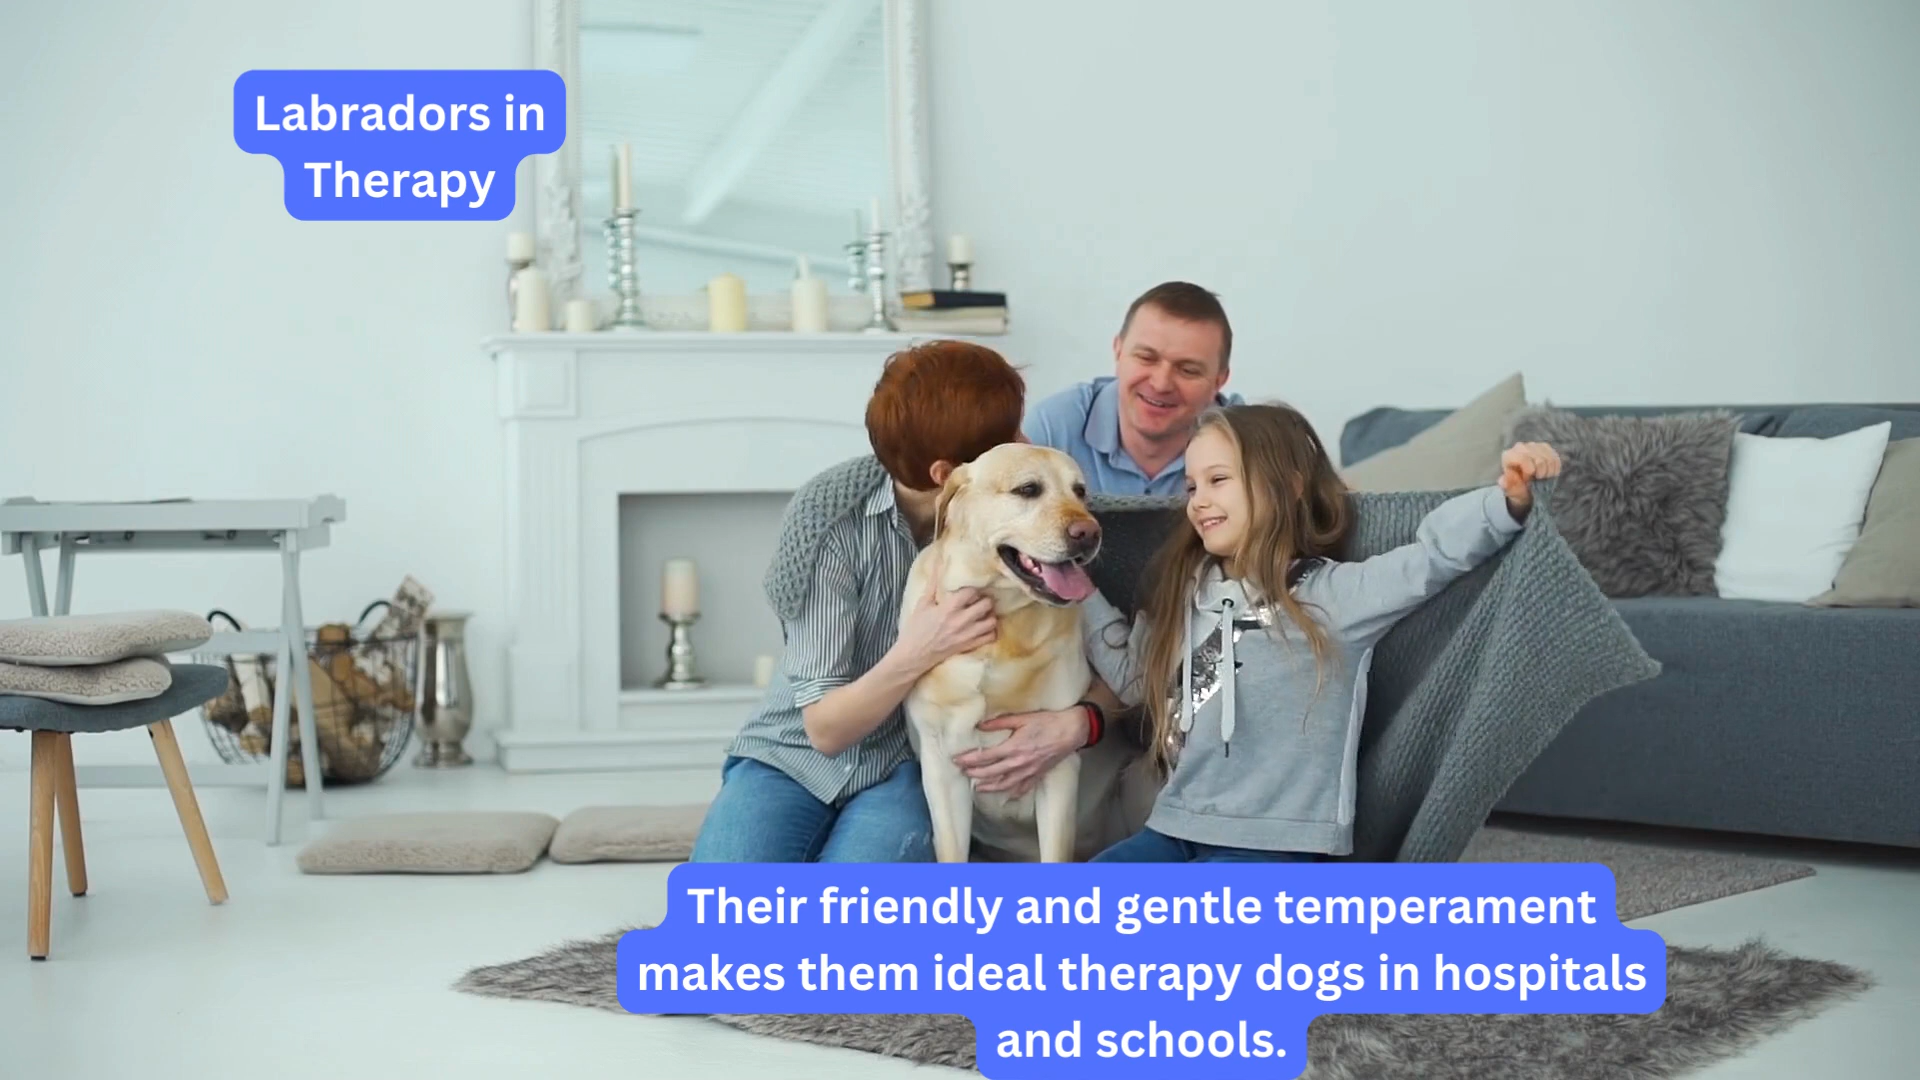 Labradors in
Therapy
Their friendly and gentle temperament
makes them ideal therapy dogs in hospitals
and schools.